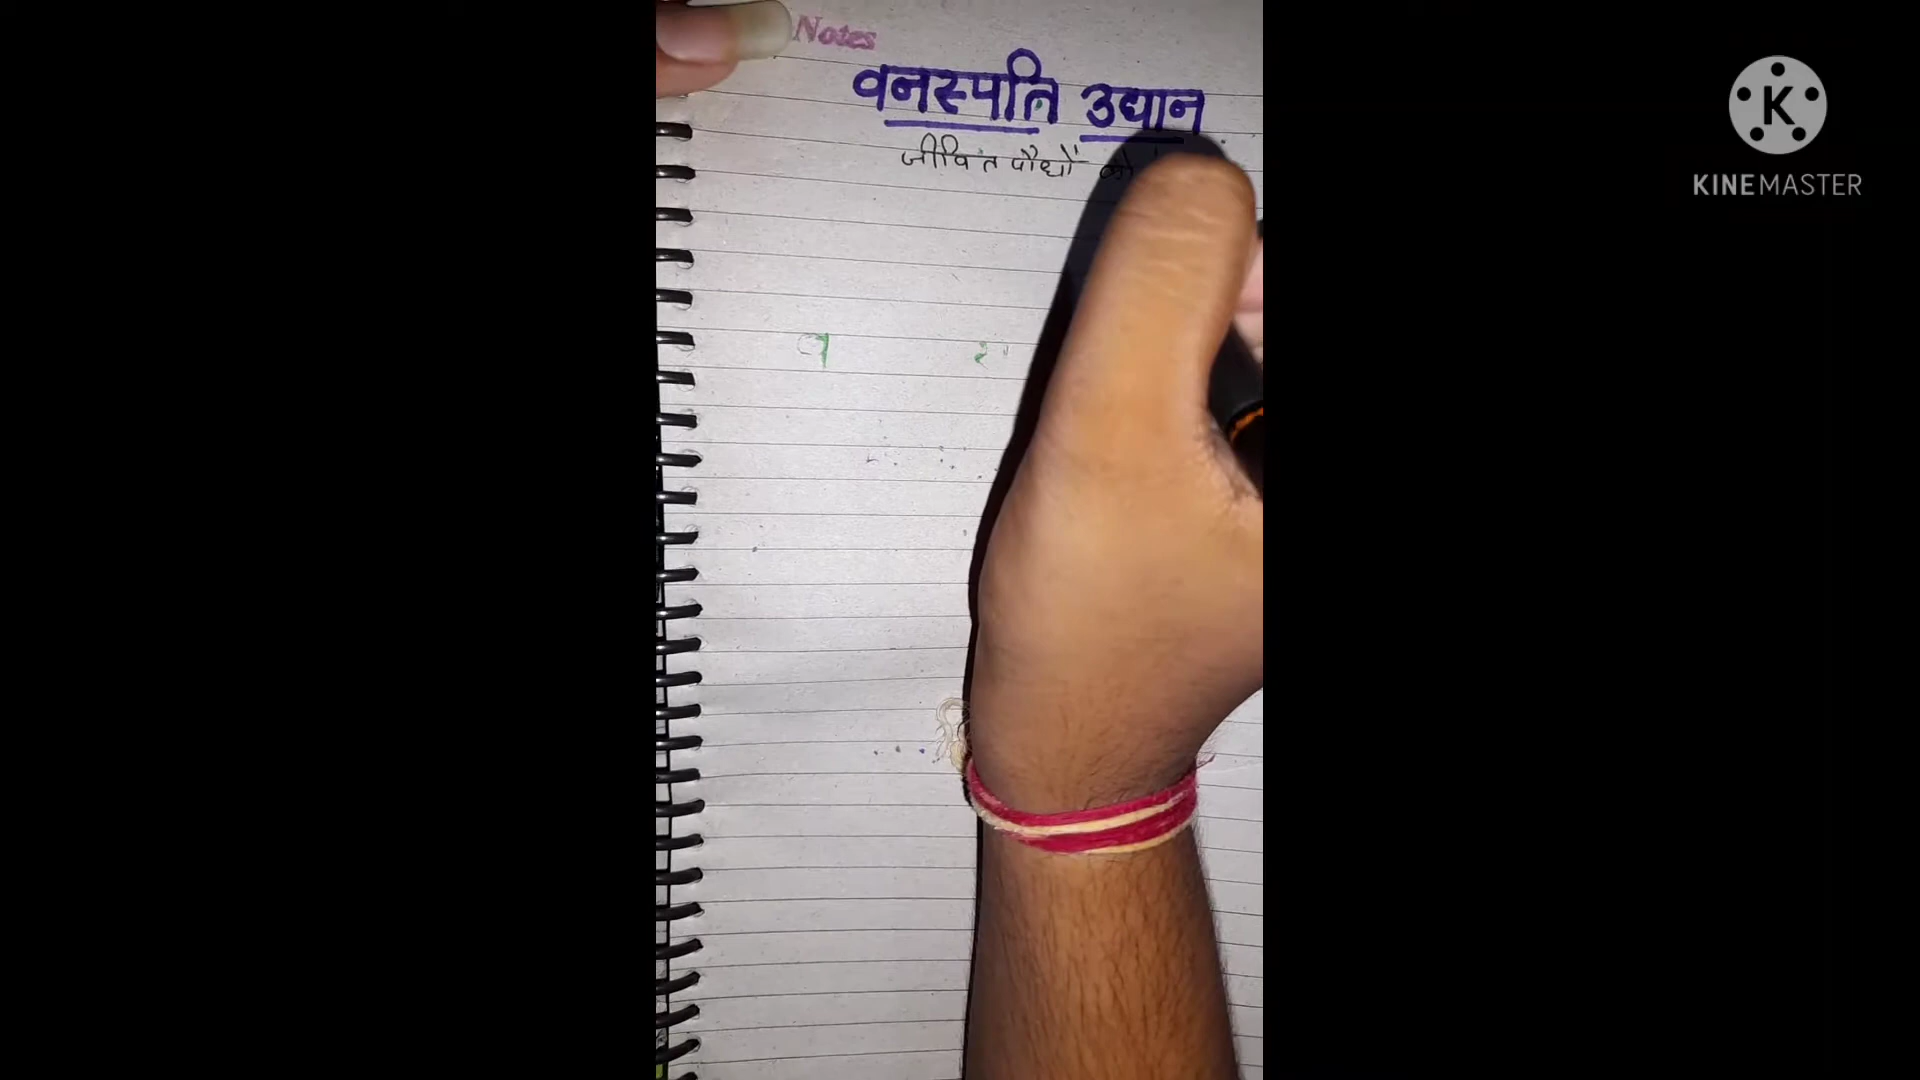 Notes
वनस्पति उद्यान
जीवित पौधों को
K
KINEMASTER